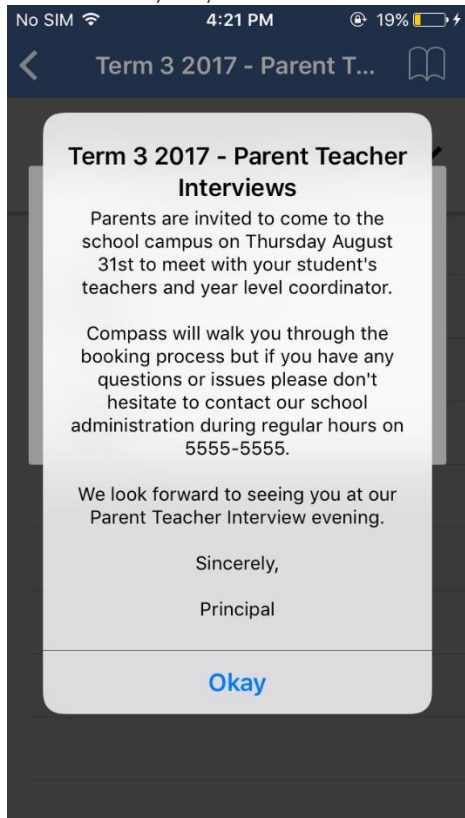 No SIM 4:21 PM 19%
Term 3 2017 - Parent T...
Term 3 2017 - Parent Teacher
Interviews
Parents are invited to come to the
school campus on Thursday August
31st to meet with your student's
teachers and year level coordinator.
Compass will walk you through the
booking process but if you have any
questions or issues please don't
hesitate to contact our school
administration during regular hours on
5555-5555.
We look forward to seeing you at our
Parent Teacher Interview evening.
Sincerely,
Principal
Okay